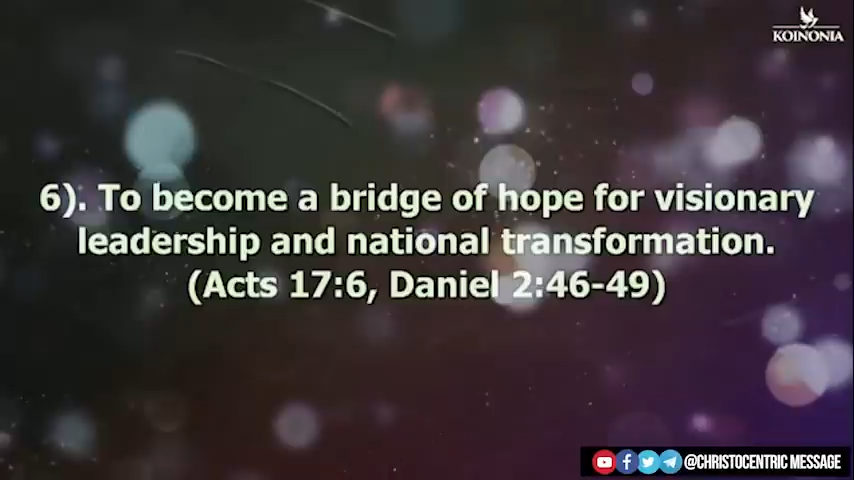 KOINONIA
6). To become a bridge of hope for visionary
leadership and national transformation.
(Acts 17:6, Daniel 2:46-49)
@CHRISTOCENTRIC MESSAGE